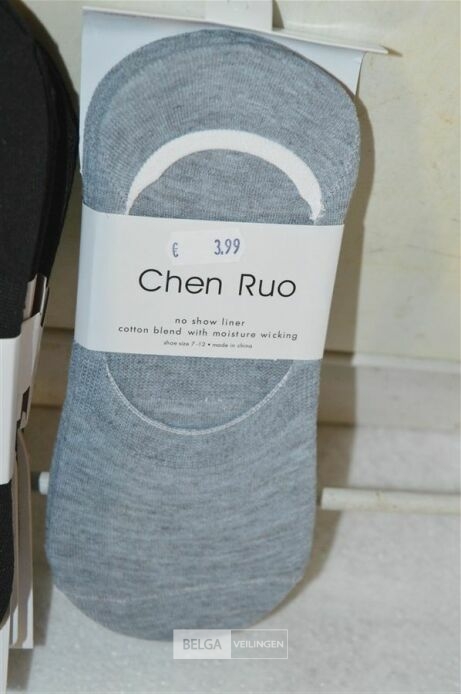 € 3.99
Chen Ruo
no show liner
cotton blend with moisture wicking
shoe size 7-12 • made in china
BELGA VEILINGEN